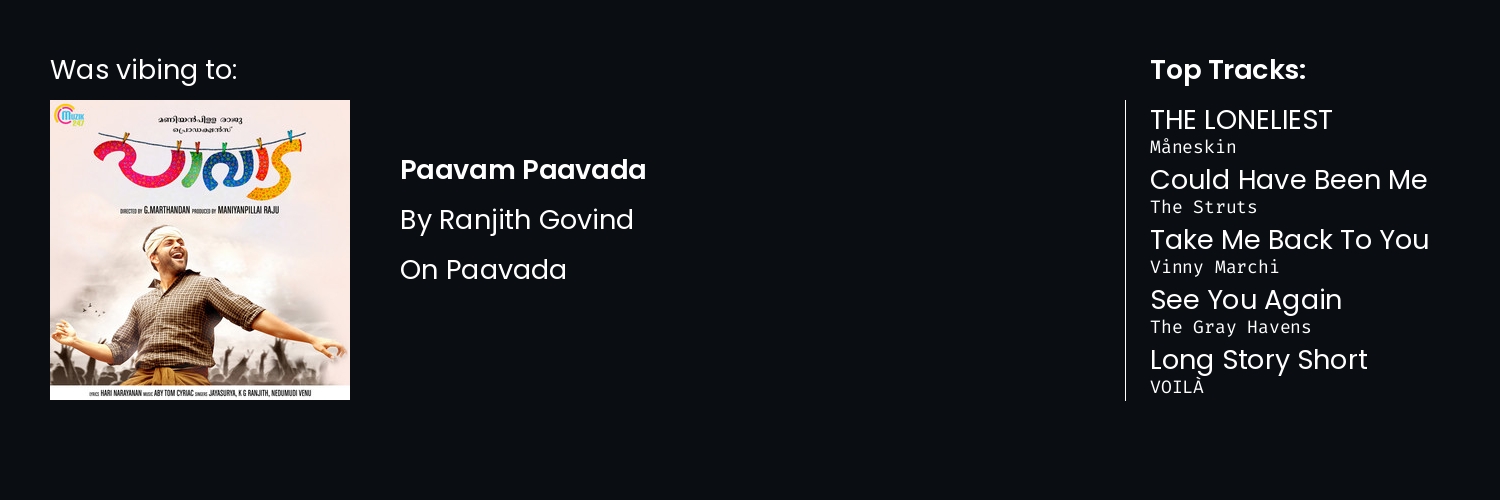 Was vibing to:
Muzik
247
മണിയൻപിള്ള രാജു
പ്രൊഡക്ഷൻസ്
പാവാട
DIRECTED BY G.MARTHANDAN PRODUCED BY MANIYANPILLAI RAJU
LYRICS HARI NARAYANAN MUSIC ABY TOM CYRIAC SINGERS JAYASURYA, K G RANJITH, NEDUMUDI VENU
Paavam Paavada
By Ranjith Govind
On Paavada
Top Tracks:
THE LONELIEST
Måneskin
Could Have Been Me
The Struts
Take Me Back To You
Vinny Marchi
See You Again
The Gray Havens
Long Story Short
VOILÀ